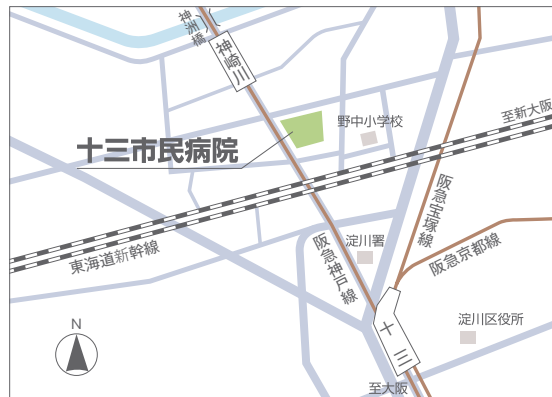 神洲橋
神崎川
野中小学校
至新大阪
十三市民病院
阪急宝塚線
淀川署
阪急京都線
阪急神戸線
東海道新幹線
十三
淀川区役所
N
至大阪